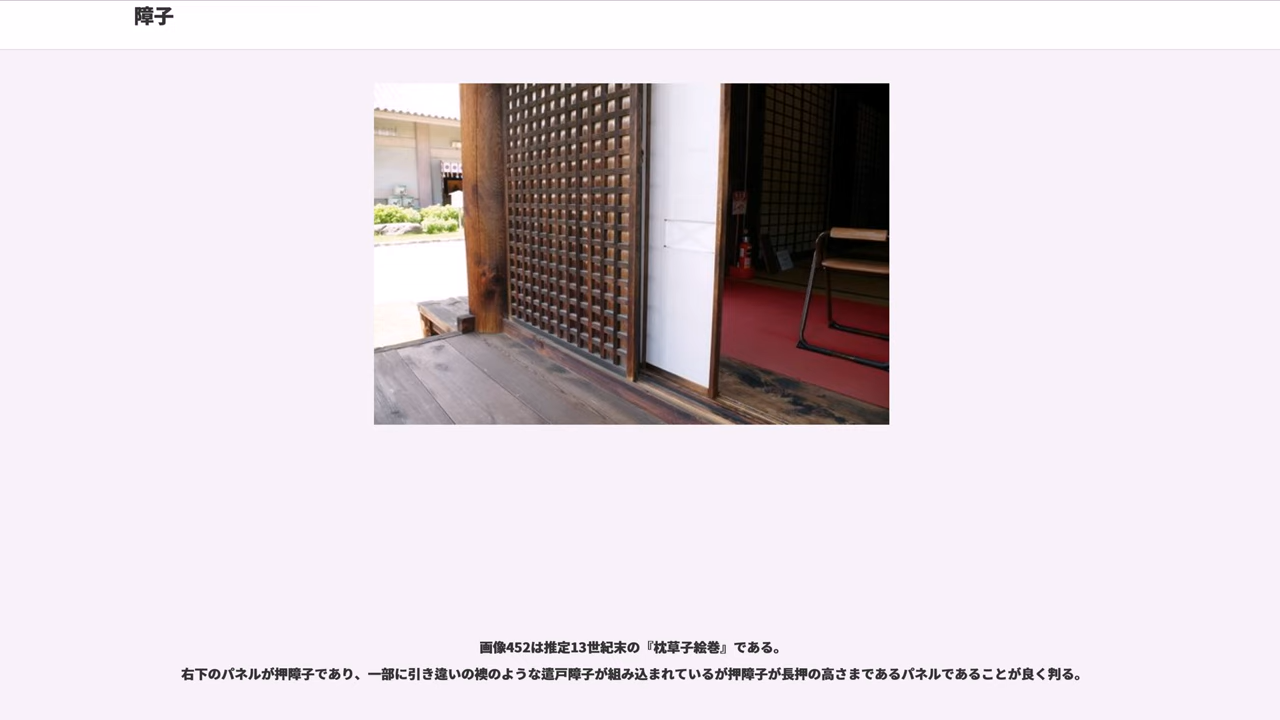 障子
画像452は推定13世紀末の『枕草子絵巻』である。
右下のパネルが押障子であり、一部に引き違いの襖のような遣戸障子が組み込まれているが押障子が長押の高さまであるパネルであることが良く判る。